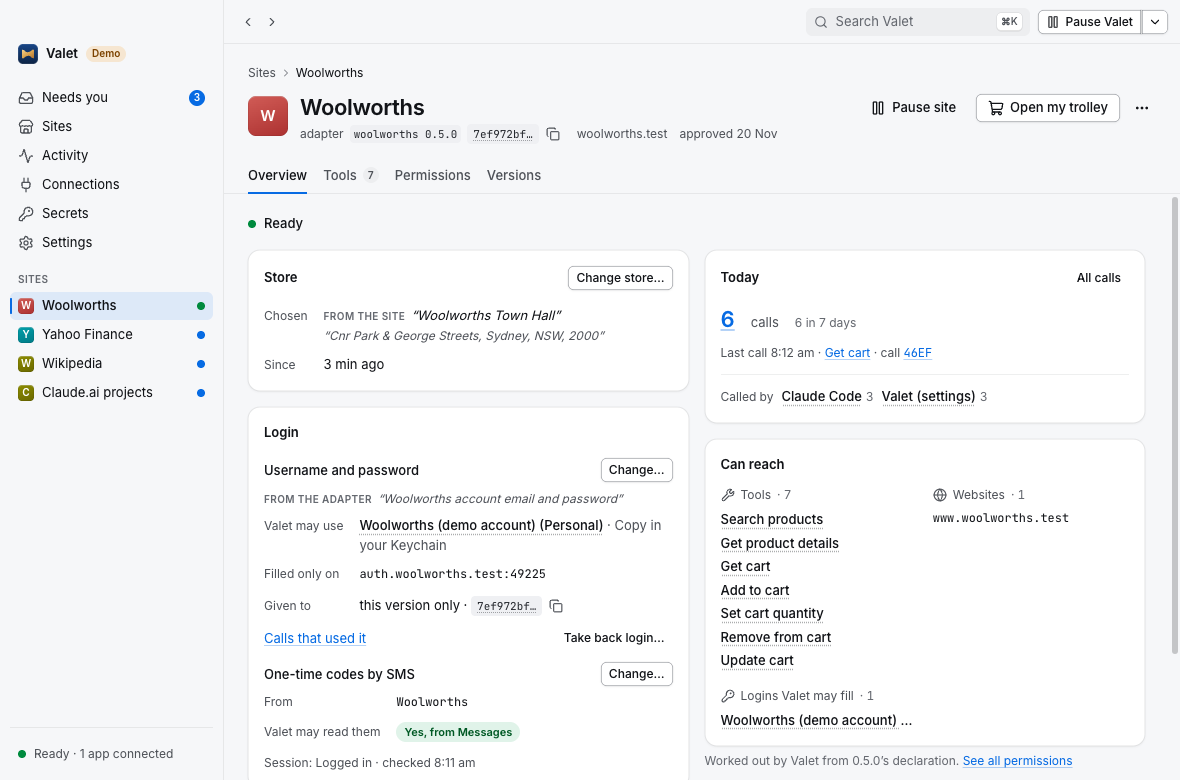 Search Valet
⌘K
Pause Valet
Valet
Demo
Needs you
3
Sites
Activity
Connections
Secrets
Settings
SITES
W Woolworths
Y Yahoo Finance
W Wikipedia
C Claude.ai projects
Ready · 1 app connected
Sites > Woolworths
W
Woolworths
adapter woolworths 0.5.0 7ef972bf… woolworths.test approved 20 Nov
Pause site
Open my trolley
Overview
Tools 7
Permissions
Versions
Ready
Store
Change store...
Chosen FROM THE SITE “Woolworths Town Hall”
“Cnr Park & George Streets, Sydney, NSW, 2000”
Since 3 min ago
Login
Username and password
Change...
FROM THE ADAPTER “Woolworths account email and password”
Valet may use Woolworths (demo account) (Personal) · Copy in
your Keychain
Filled only on auth.woolworths.test:49225
Given to this version only · 7ef972bf…
Calls that used it
Take back login...
One-time codes by SMS
Change...
From Woolworths
Valet may read them Yes, from Messages
Session: Logged in · checked 8:11 am
Today
All calls
6 calls 6 in 7 days
Last call 8:12 am · Get cart · call 46EF
Called by Claude Code 3 Valet (settings) 3
Can reach
Tools · 7
Search products
Get product details
Get cart
Add to cart
Set cart quantity
Remove from cart
Update cart
Websites · 1
www.woolworths.test
Logins Valet may fill · 1
Woolworths (demo account) ...
Worked out by Valet from 0.5.0’s declaration. See all permissions